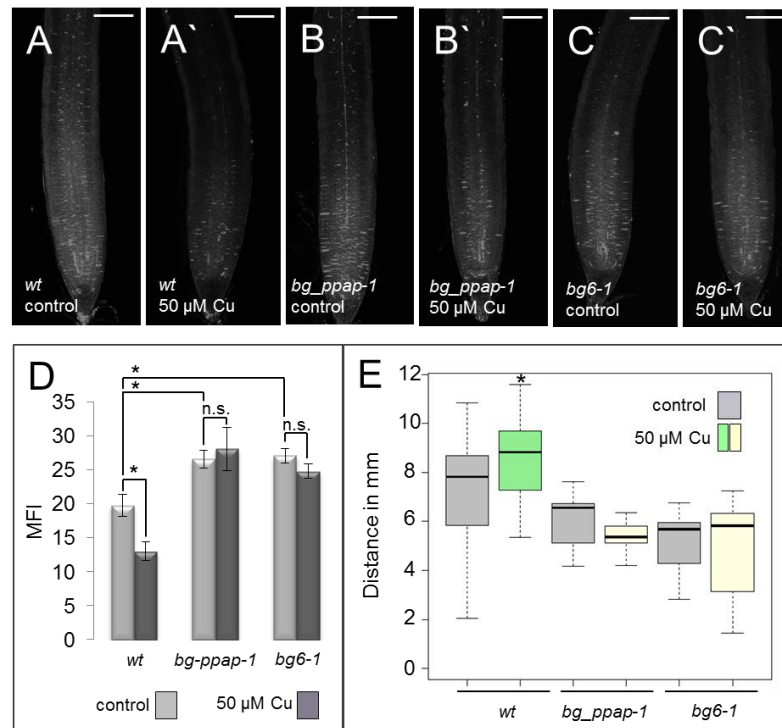 A
A`
B
B`
C
C`
wt
control
wt
50 µM Cu
bg_ppap-1
control
bg_ppap-1
50 µM Cu
bg6-1
control
bg6-1
50 µM Cu
D
*
*
n.s.
n.s.
*
35
30
25
20
15
10
5
0
MFI
wt
bg-ppap-1
bg6-1
control
50 µM Cu
E
*
control
50 µM Cu
12
10
8
6
4
2
0
Distance in mm
wt
bg_ppap-1
bg6-1